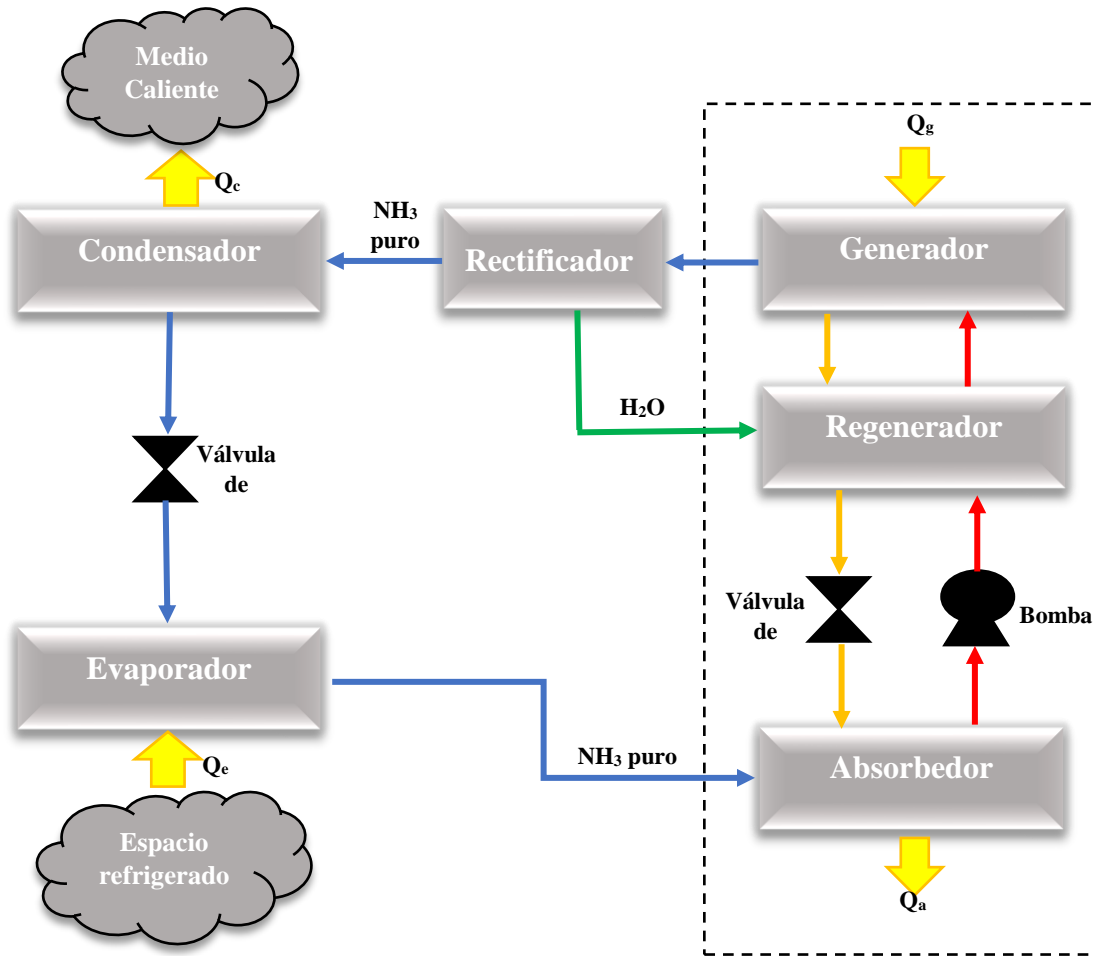 Medio
Caliente
Qg
Qc
Condensador
NH₃
puro
Rectificador
Generador
H₂O
Regenerador
Válvula
de
Válvula
de
Bomba
Evaporador
Qe
NH₃ puro
Absorbedor
Espacio
refrigerado
Qa